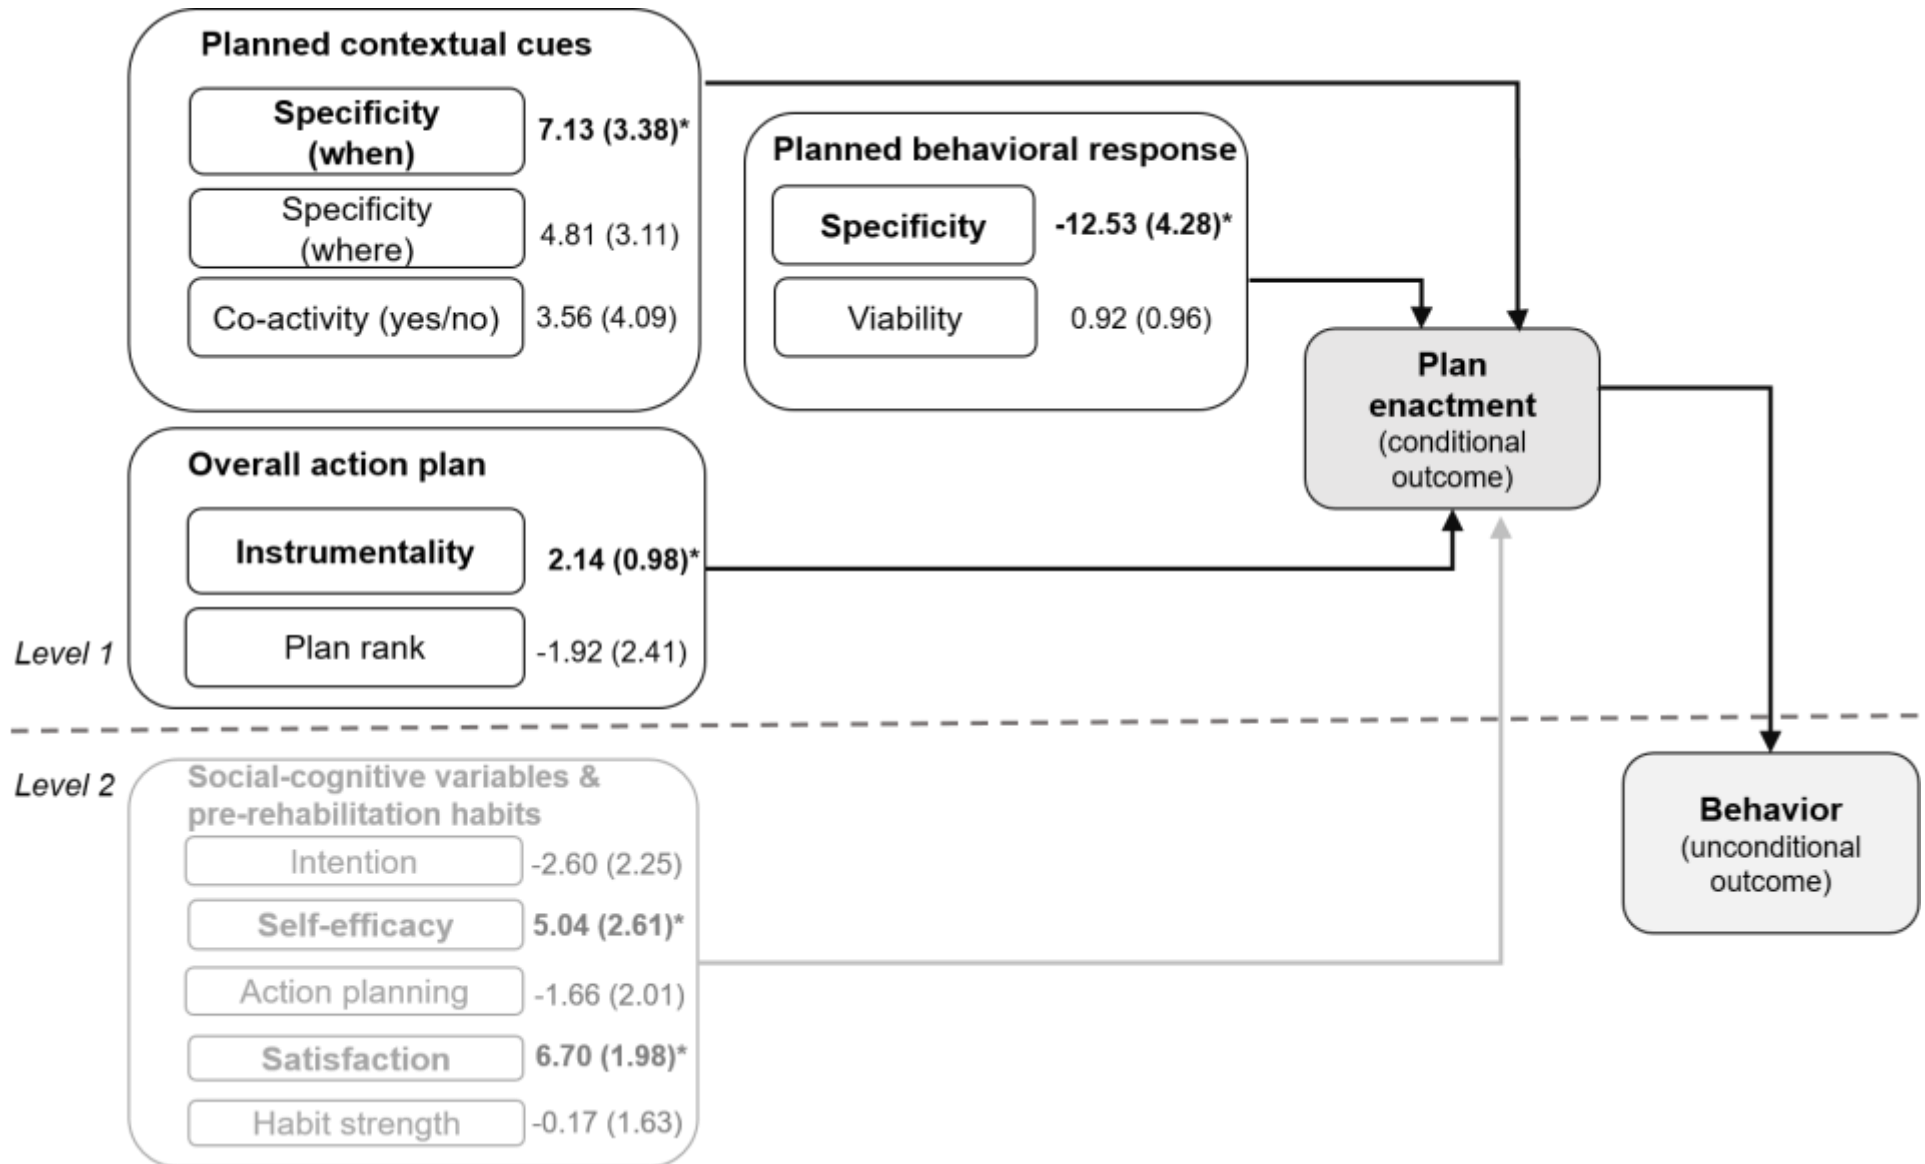 Planned contextual cues
Specificity
(when)
7.13 (3.38)*
Specificity
(where)
4.81 (3.11)
Co-activity (yes/no)
3.56 (4.09)
Planned behavioral response
Specificity
-12.53 (4.28)*
Viability
0.92 (0.96)
Plan
enactment
(conditional
outcome)
Overall action plan
Instrumentality
2.14 (0.98)*
Plan rank
-1.92 (2.41)
Level 1
Level 2
Social-cognitive variables &
pre-rehabilitation habits
Intention
-2.60 (2.25)
Self-efficacy
5.04 (2.61)*
Action planning
-1.66 (2.01)
Satisfaction
6.70 (1.98)*
Habit strength
-0.17 (1.63)
Behavior
(unconditional
outcome)